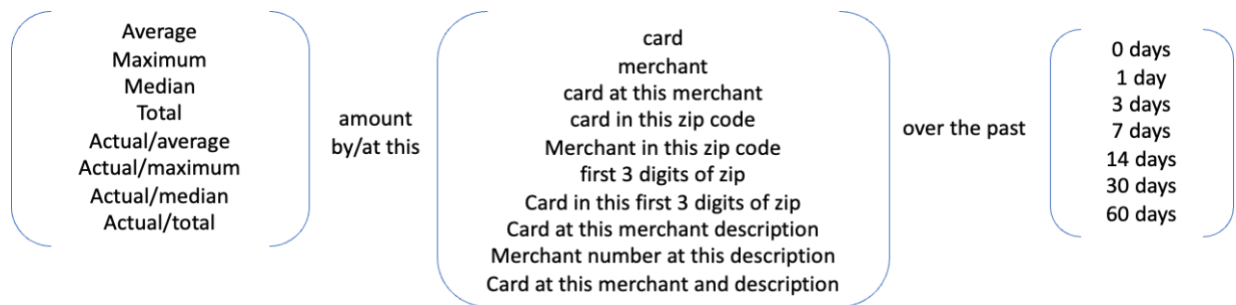 Average
Maximum
Median
Total
Actual/average
Actual/maximum
Actual/median
Actual/total
amount
by/at this
card
merchant
card at this merchant
card in this zip code
Merchant in this zip code
first 3 digits of zip
Card in this first 3 digits of zip
Card at this merchant description
Merchant number at this description
Card at this merchant and description
over the past
0 days
1 day
3 days
7 days
14 days
30 days
60 days